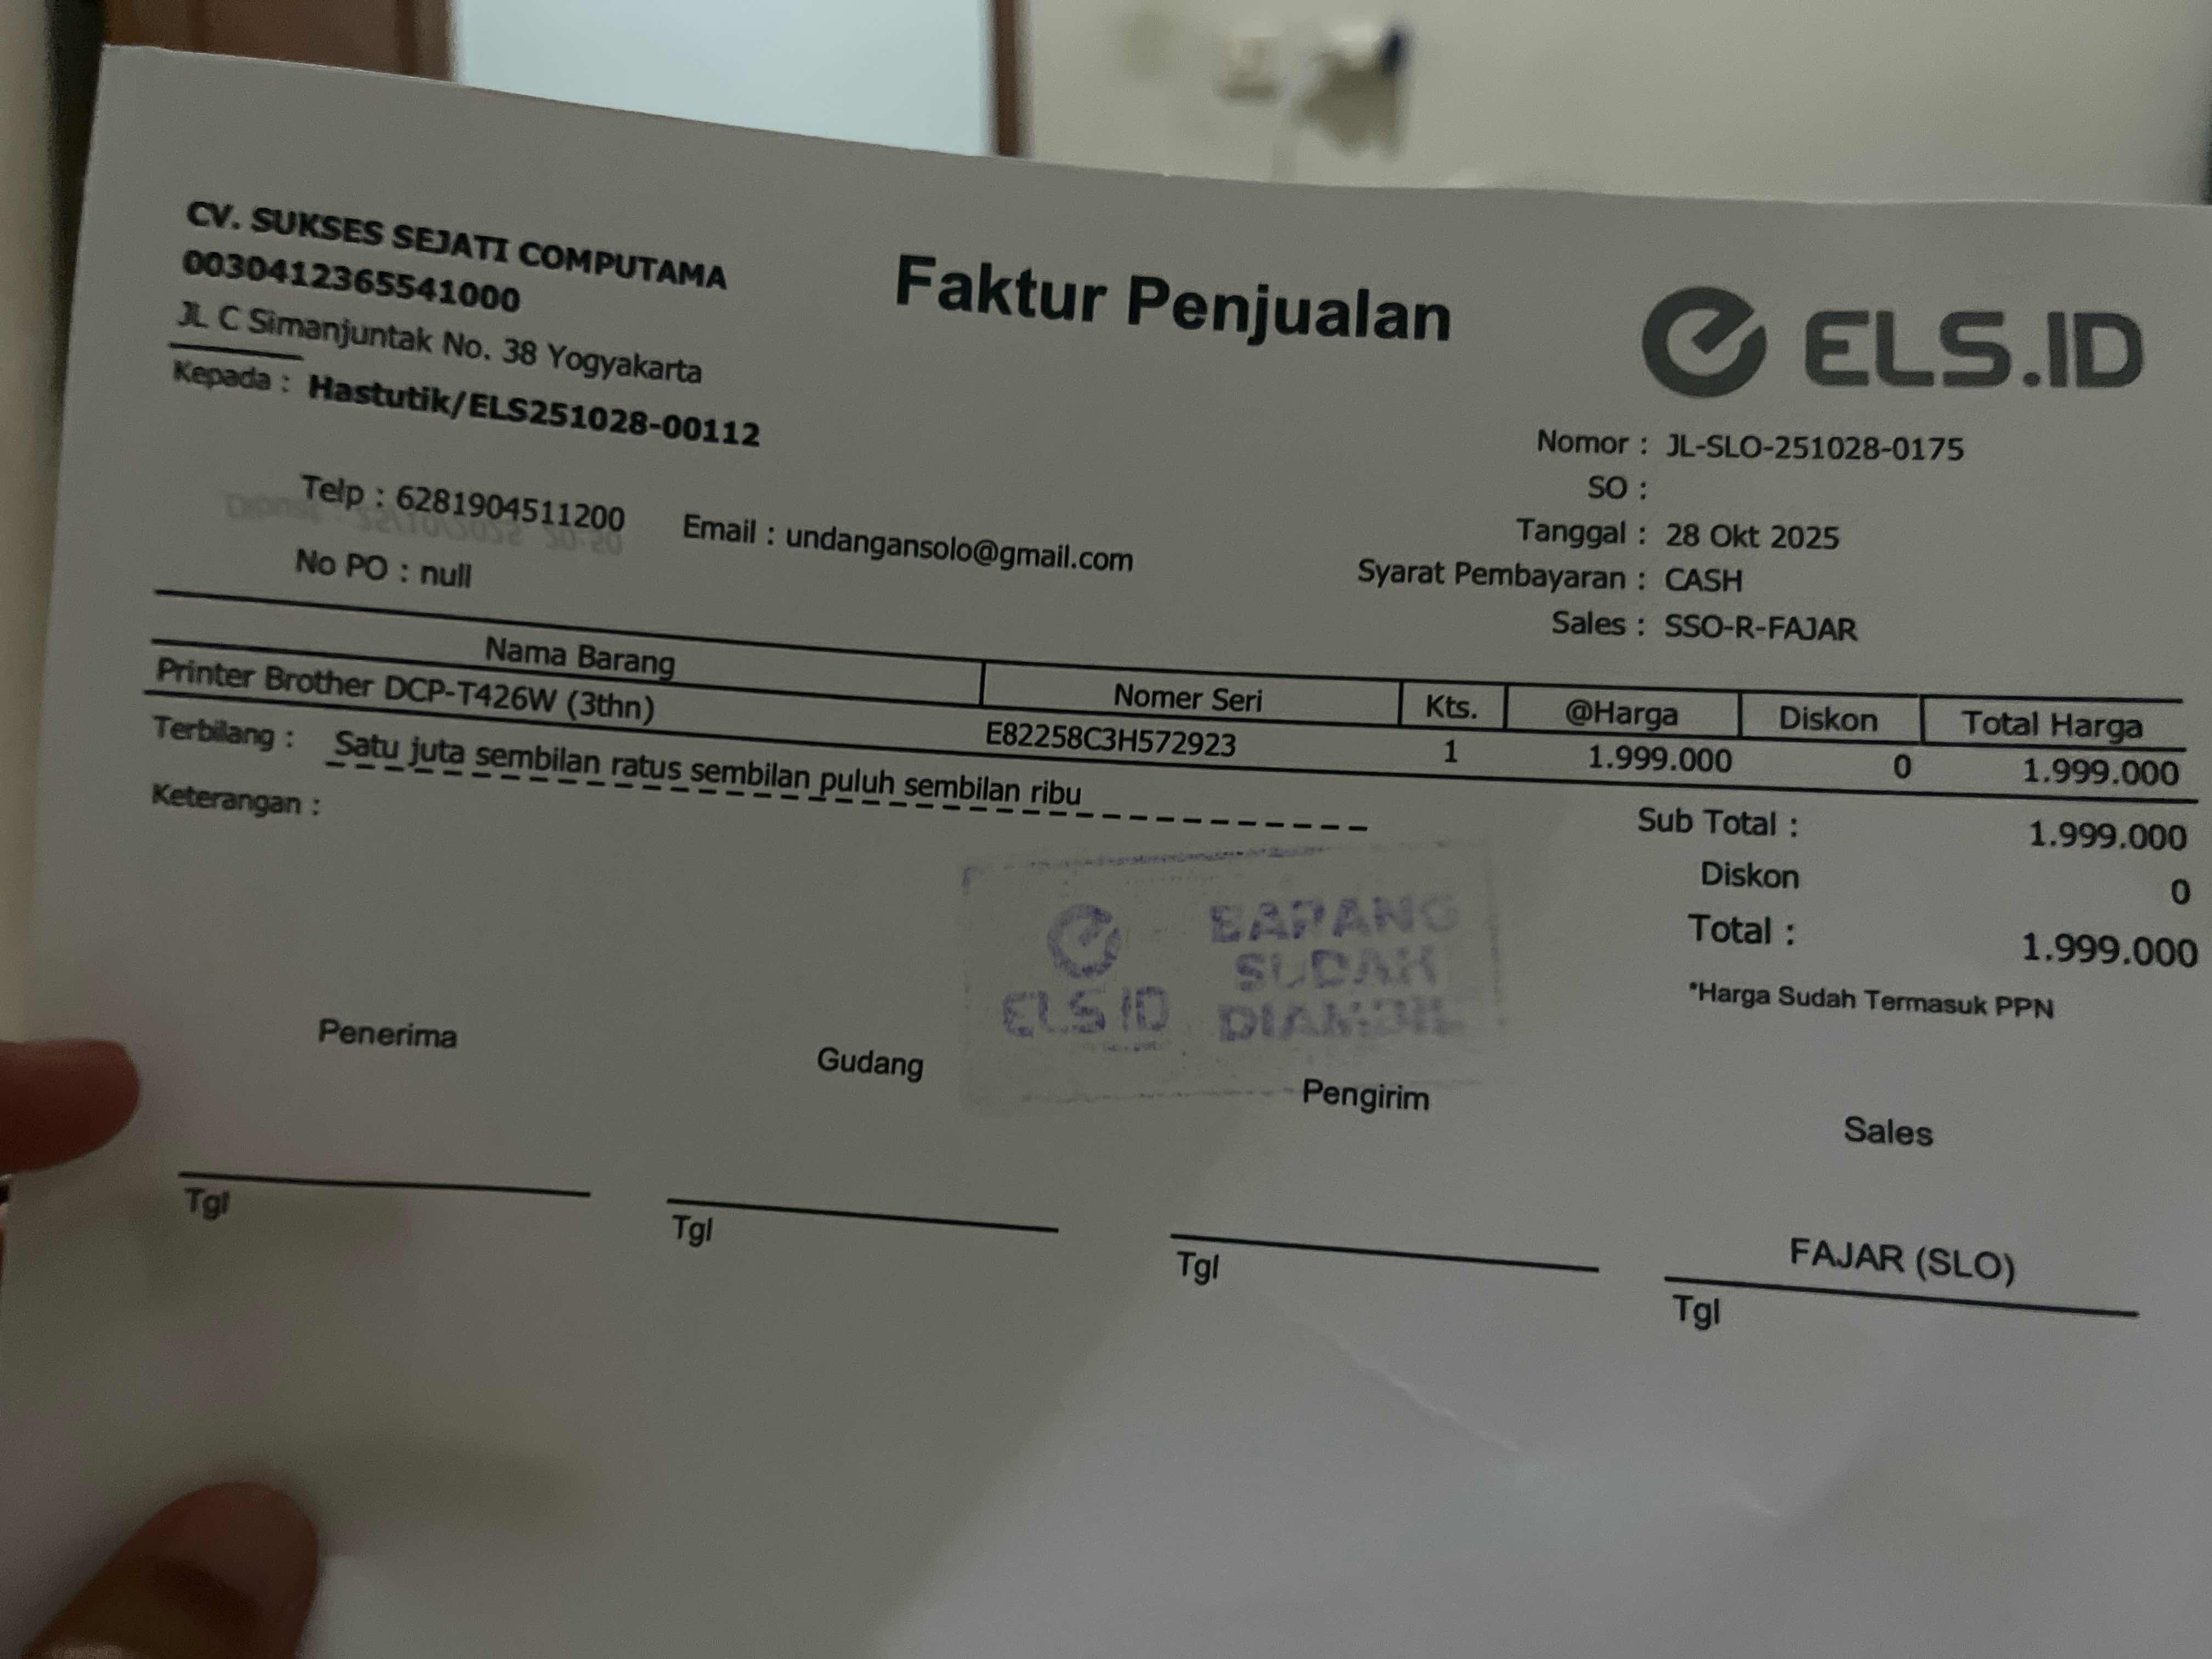 CV. SUKSES SEJATI COMPUTAMA
0030412365541000
JL C Simanjuntak No. 38 Yogyakarta
Faktur Penjualan
ELS.ID
Kepada : Hastutik/ELS251028-00112
Telp : 6281904511200 Email : undangansolo@gmail.com
No PO : null
Nomor : JL-SLO-251028-0175
SO :
Tanggal : 28 Okt 2025
Syarat Pembayaran : CASH
Sales : SSO-R-FAJAR
Nama Barang Nomer Seri Kts. @Harga Diskon Total Harga
Printer Brother DCP-T426W (3thn) E82258C3H572923 1 1.999.000 0 1.999.000
Terbilang : Satu juta sembilan ratus sembilan puluh sembilan ribu
Keterangan :
Sub Total : 1.999.000
Diskon 0
Total : 1.999.000
*Harga Sudah Termasuk PPN
ELS.ID
BARANG
SUDAH
DIAMBIL
Penerima Gudang Pengirim Sales
FAJAR (SLO)
Tgl Tgl Tgl Tgl